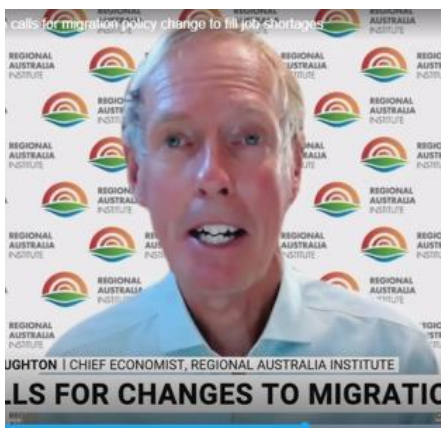 calls for migration policy change to fill job shortages
REGIONAL
AUSTRALIA
INSTITUTE
UGHTON | CHIEF ECONOMIST, REGIONAL AUSTRALIA INSTITUTE
LLS FOR CHANGES TO MIGRATIO